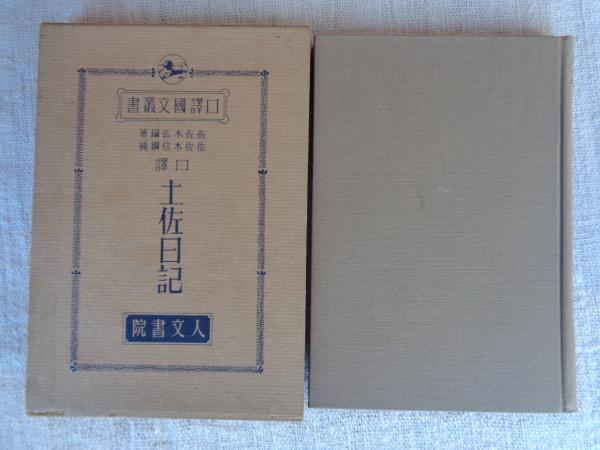 書叢文國譯口
著綱弘木佐佐
補綱信木佐佐
譯口
土佐日記
院書文人